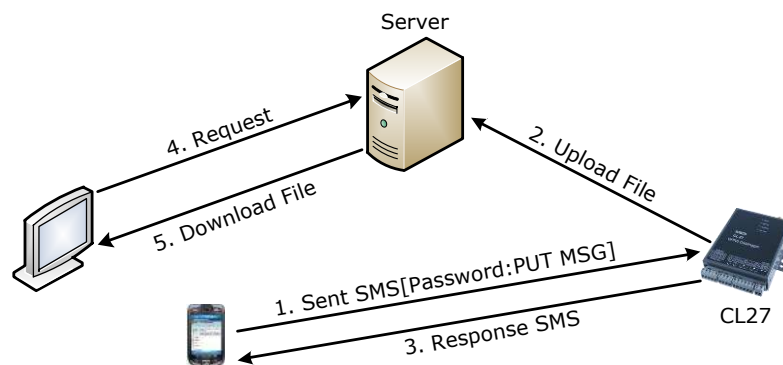 Server
4. Request
2. Upload File
5. Download File
1. Sent SMS[Password:PUT MSG]
3. Response SMS
CL27